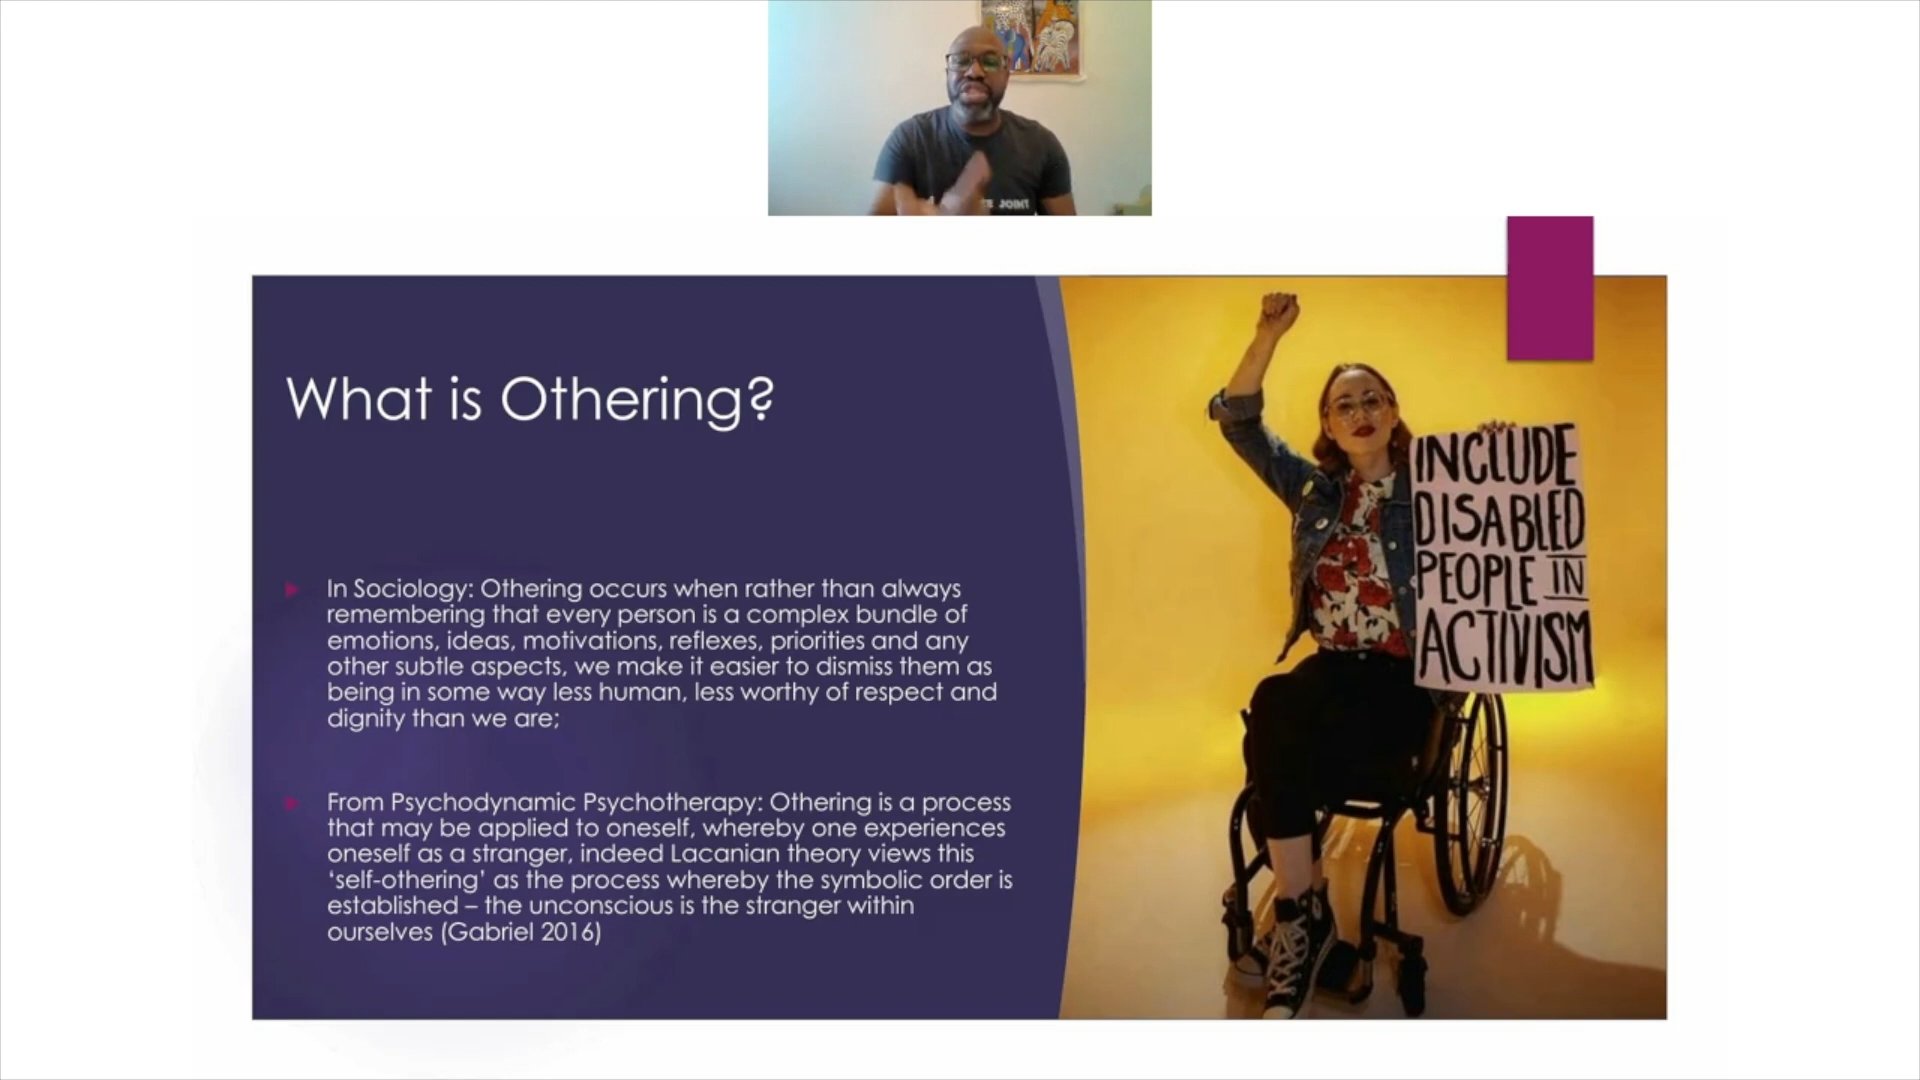 JOINT
What is Othering?
In Sociology: Othering occurs when rather than always
remembering that every person is a complex bundle of
emotions, ideas, motivations, reflexes, priorities and any
other subtle aspects, we make it easier to dismiss them as
being in some way less human, less worthy of respect and
dignity than we are;
From Psychodynamic Psychotherapy: Othering is a process
that may be applied to oneself, whereby one experiences
oneself as a stranger, indeed Lacanian theory views this
‘self-othering’ as the process whereby the symbolic order is
established – the unconscious is the stranger within
ourselves (Gabriel 2016)
INCLUDE
DISABLED
PEOPLE IN
ACTIVISM